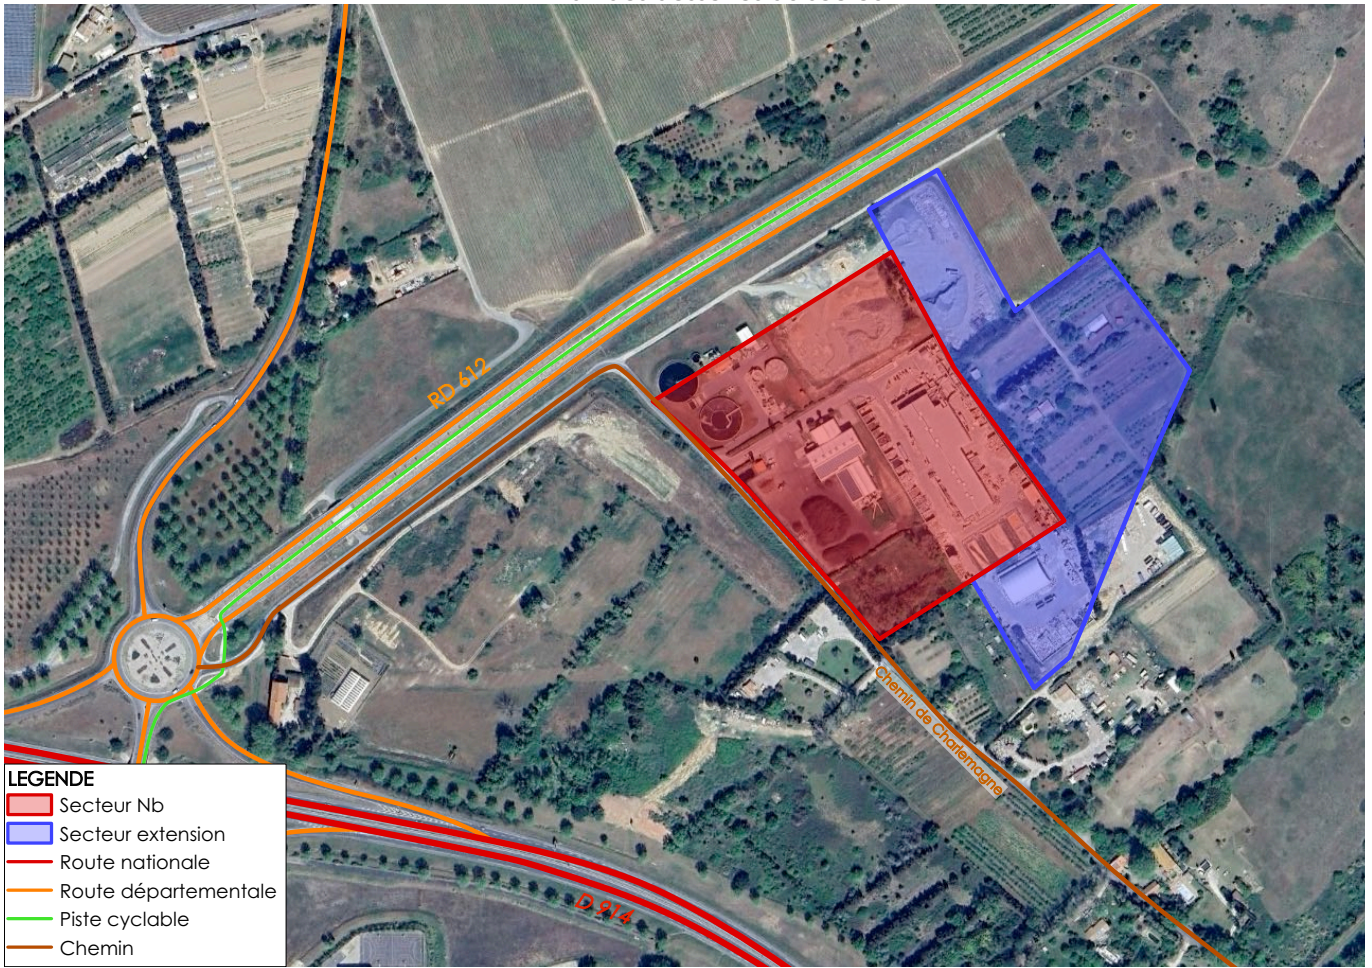 RD 612
Chemin de Charlemagne
D 914
LEGENDE
Secteur Nb
Secteur extension
Route nationale
Route départementale
Piste cyclable
Chemin